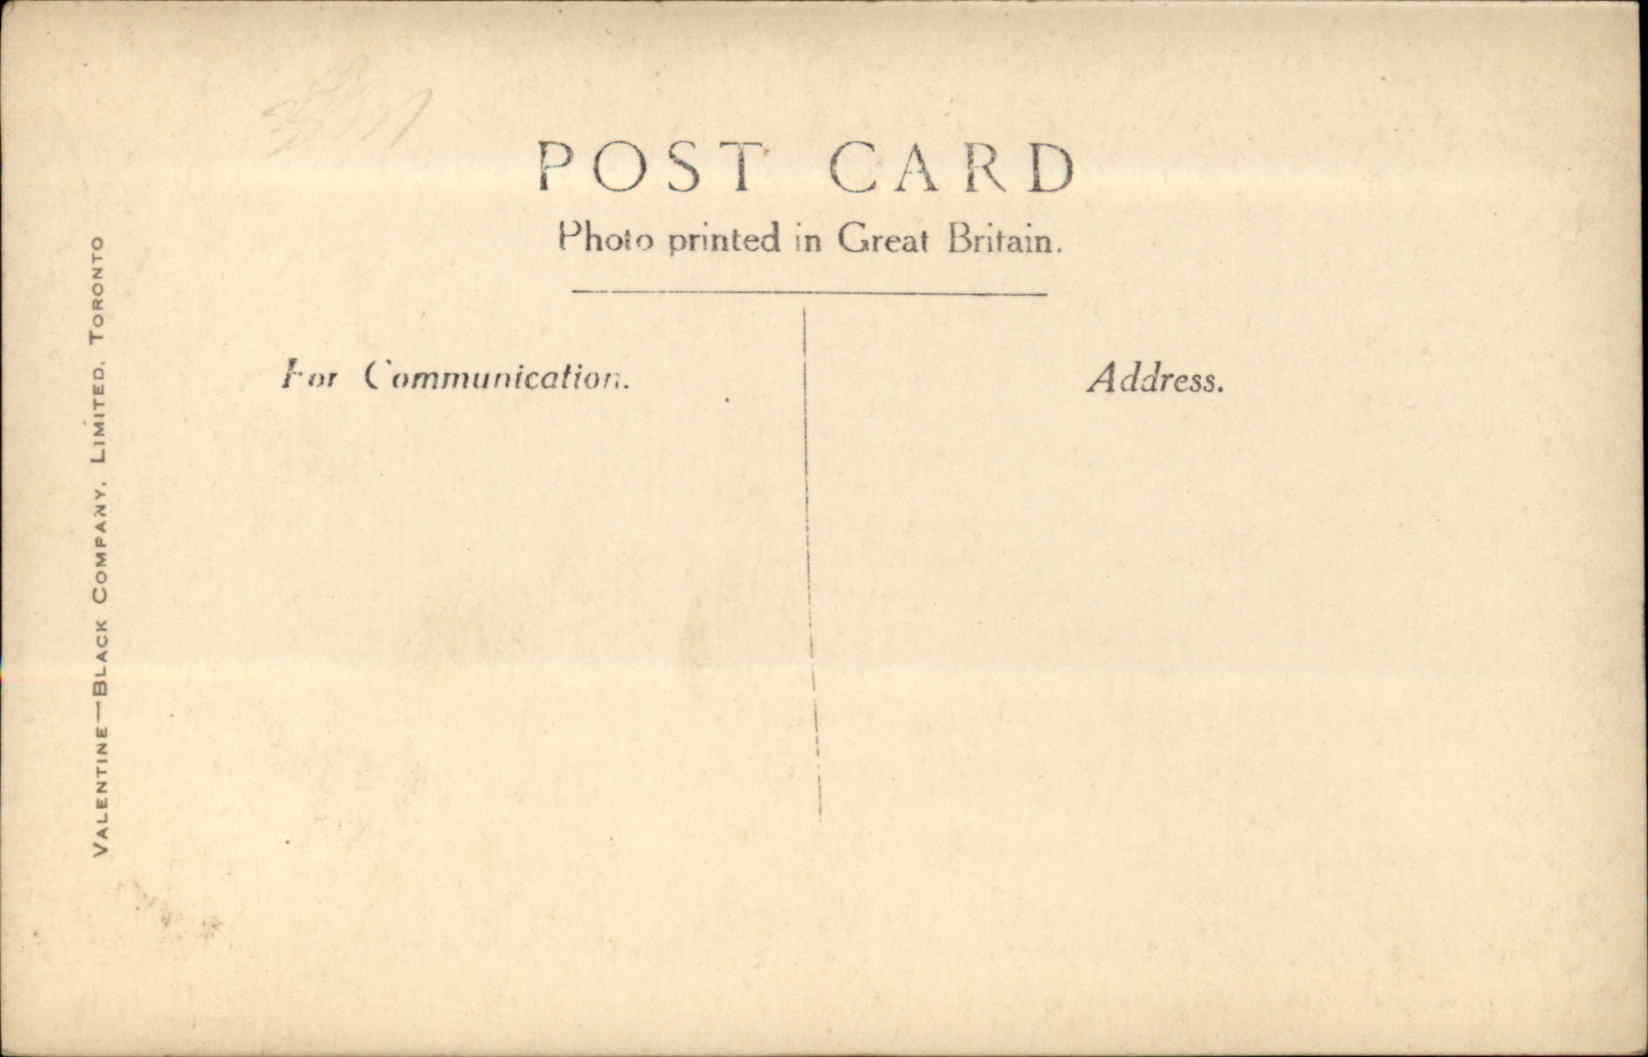 POST CARD
Photo printed in Great Britain.
For Communication.
Address.
VALENTINE—BLACK COMPANY, LIMITED, TORONTO